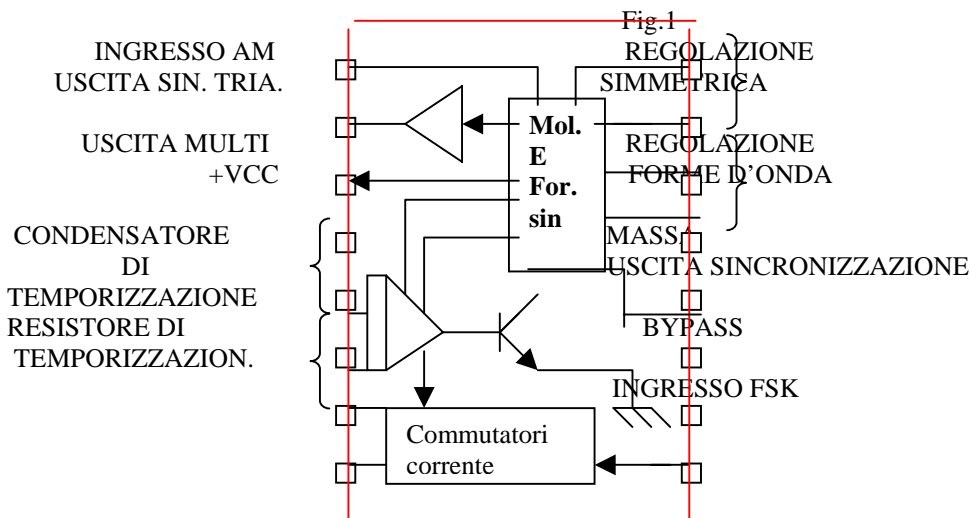 Fig.1
INGRESSO AM
USCITA SIN. TRIA.
USCITA MULTI
+VCC
CONDENSATORE
DI
TEMPORIZZAZIONE
RESISTORE DI
TEMPORIZZAZION.
Mol.
E
For.
sin
Commutatori
corrente
REGOLAZIONE
SIMMETRICA
REGOLAZIONE
FORME D'ONDA
MASSA
USCITA SINCRONIZZAZIONE
BYPASS
INGRESSO FSK